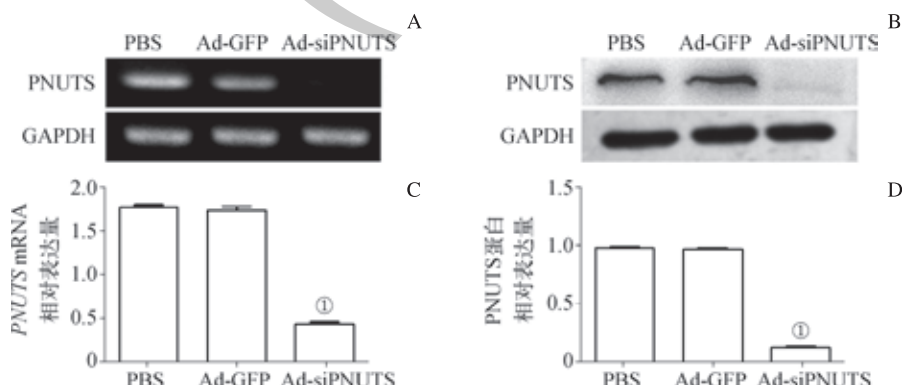 A
PBS Ad-GFP Ad-siPNUTS
PNUTS
GAPDH
B
PBS Ad-GFP Ad-siPNUTS
PNUTS
GAPDH
C
PNUTS mRNA
相对表达量
2.0
1.5
1.0
0.5
0
①
PBS Ad-GFP Ad-siPNUTS
D
PNUTS蛋白
相对表达量
1.5
1.0
0.5
0
①
PBS Ad-GFP Ad-siPNUTS